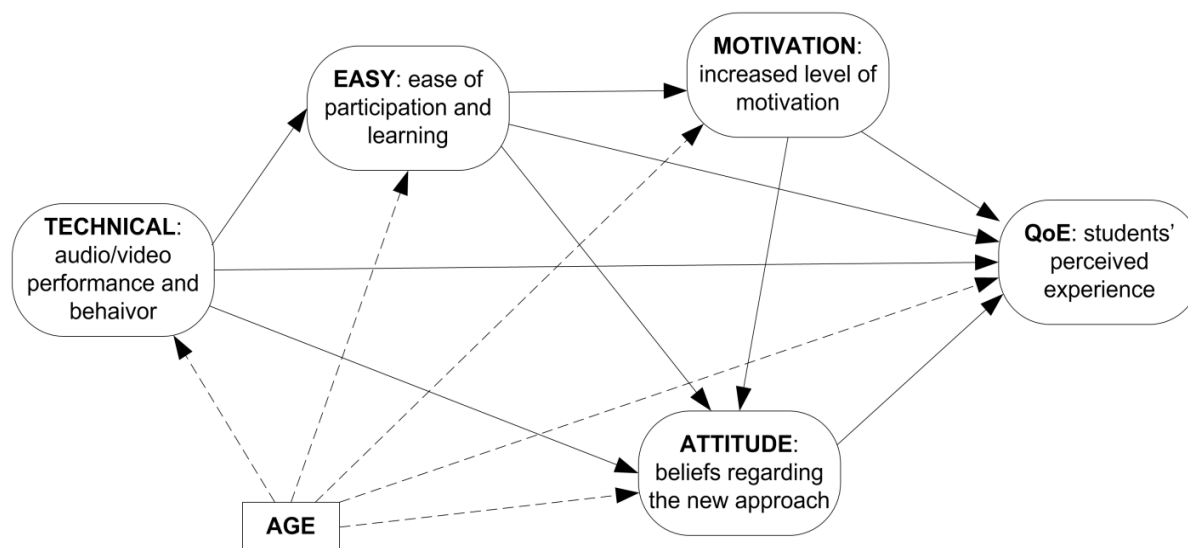 MOTIVATION:
increased level of
motivation
EASY: ease of
participation and
learning
TECHNICAL:
audio/video
performance and
behaivor
QoE: students’
perceived
experience
ATTITUDE:
beliefs regarding
the new approach
AGE